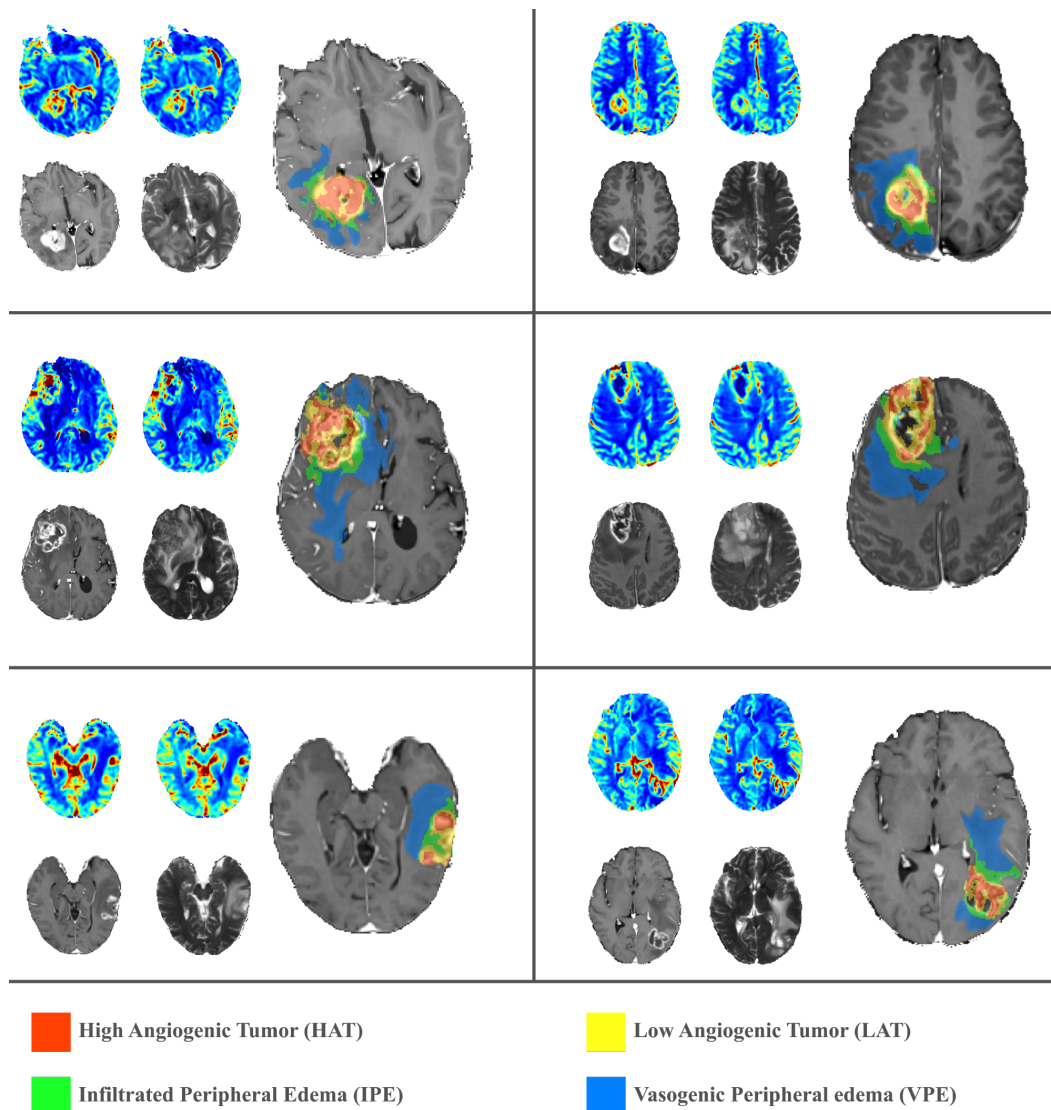 High Angiogenic Tumor (HAT)
Low Angiogenic Tumor (LAT)
Infiltrated Peripheral Edema (IPE)
Vasogenic Peripheral edema (VPE)